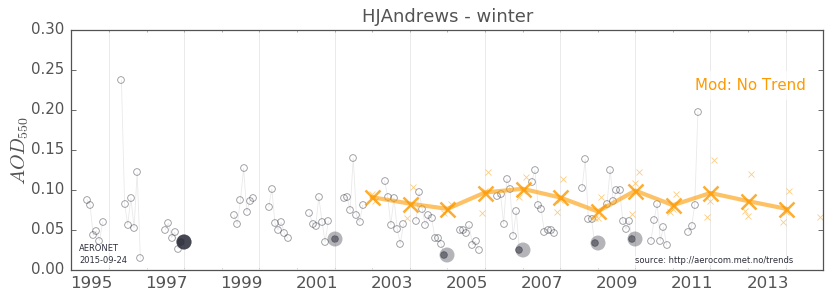 HJAndrews - winter
0.30
0.25
0.20
0.15
0.10
0.05
0.00
AOD550
Mod: No Trend
AERONET
2015-09-24
source: http://aerocom.met.no/trends
1995 1997 1999 2001 2003 2005 2007 2009 2011 2013